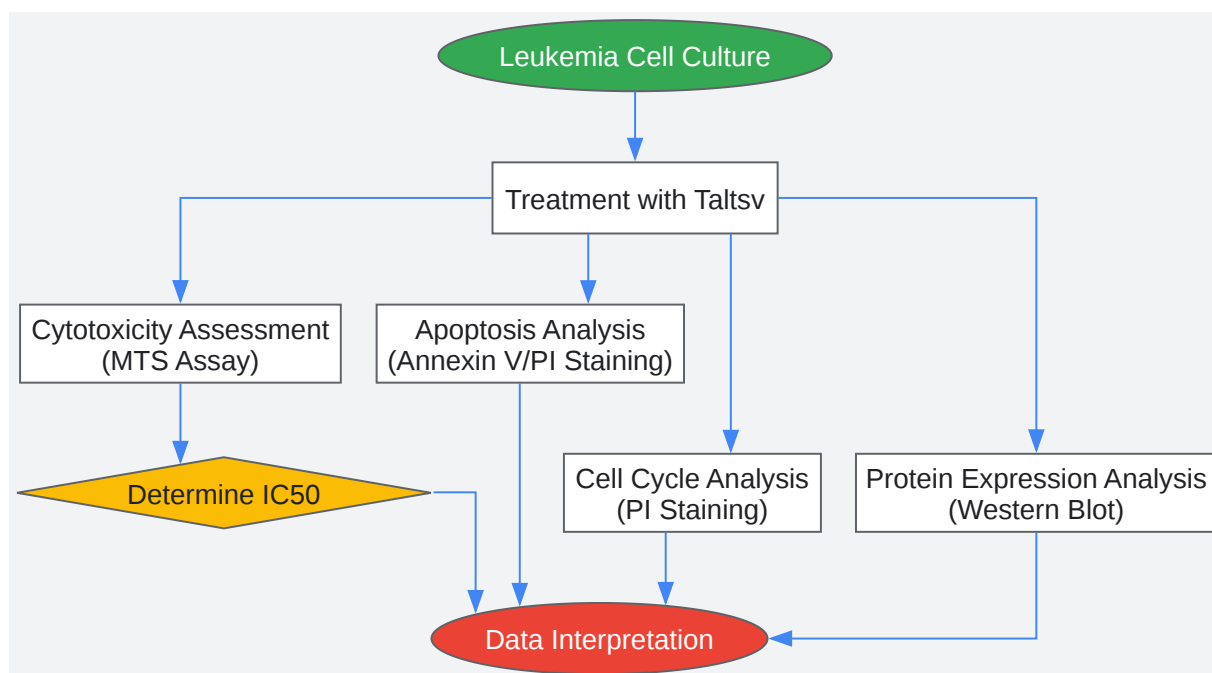 Leukemia Cell Culture
Treatment with Taltsv
Cytotoxicity Assessment
(MTS Assay)
Apoptosis Analysis
(Annexin V/PI Staining)
Determine IC50
Cell Cycle Analysis
(PI Staining)
Protein Expression Analysis
(Western Blot)
Data Interpretation